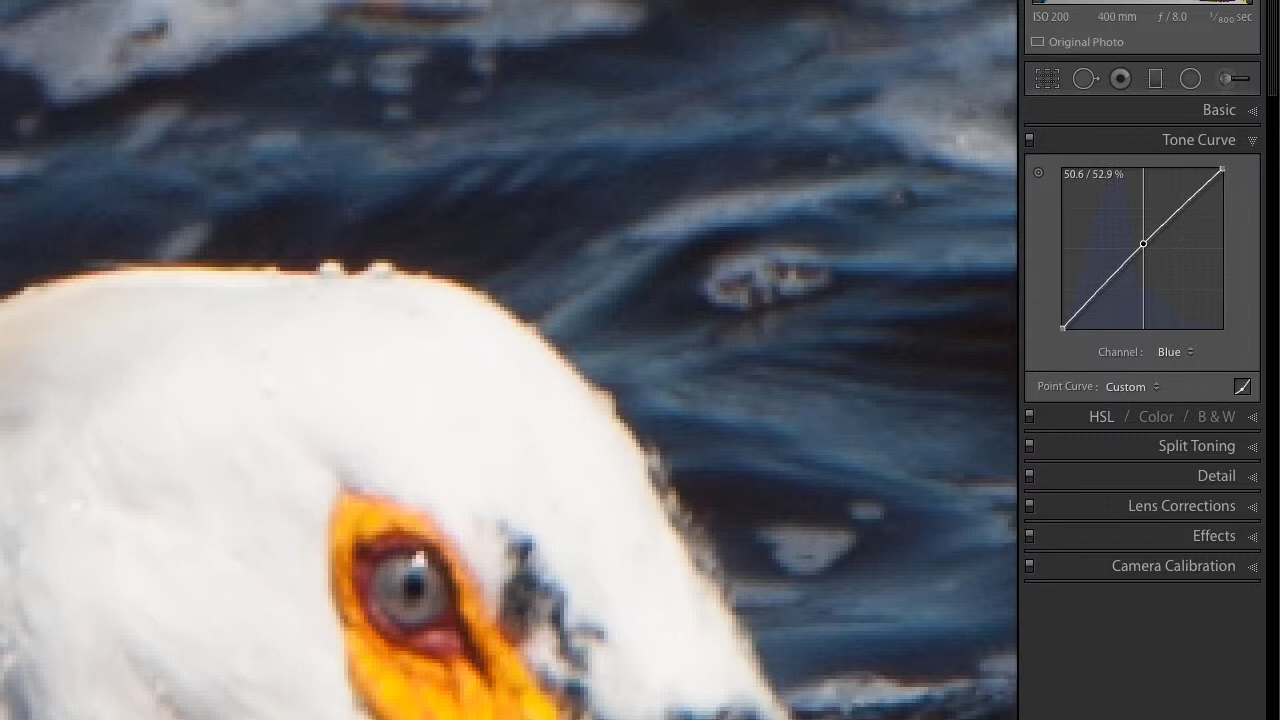 ISO 200 400 mm ƒ / 8.0 1/800 sec
Original Photo
Basic
Tone Curve
50.6 / 52.9 %
Channel : Blue
Point Curve : Custom
HSL / Color / B & W
Split Toning
Detail
Lens Corrections
Effects
Camera Calibration